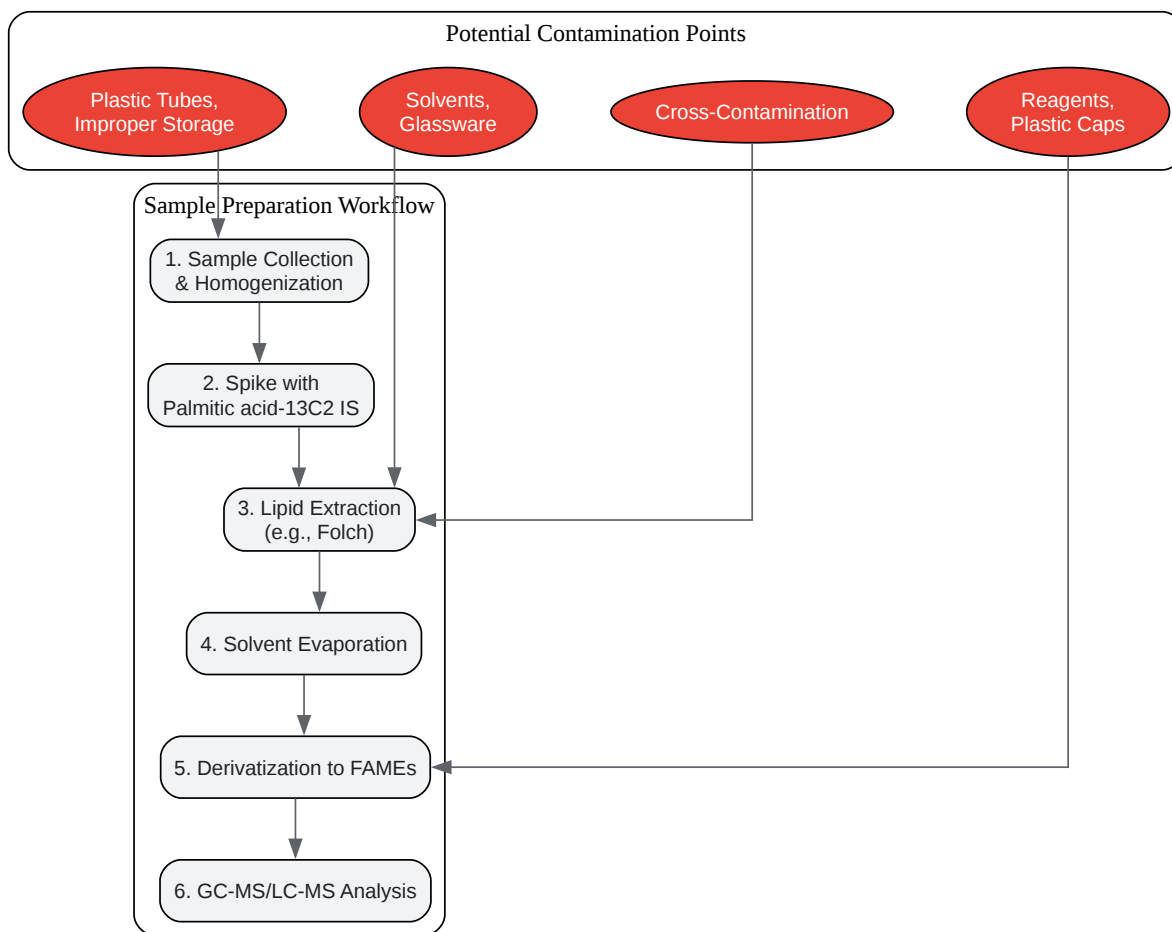 Potential Contamination Points
Plastic Tubes,
Improper Storage
Solvents,
Glassware
Cross-Contamination
Reagents,
Plastic Caps
Sample Preparation Workflow
1. Sample Collection
& Homogenization
2. Spike with
Palmitic acid-13C2 IS
3. Lipid Extraction
(e.g., Folch)
4. Solvent Evaporation
5. Derivatization to FAMEs
6. GC-MS/LC-MS Analysis